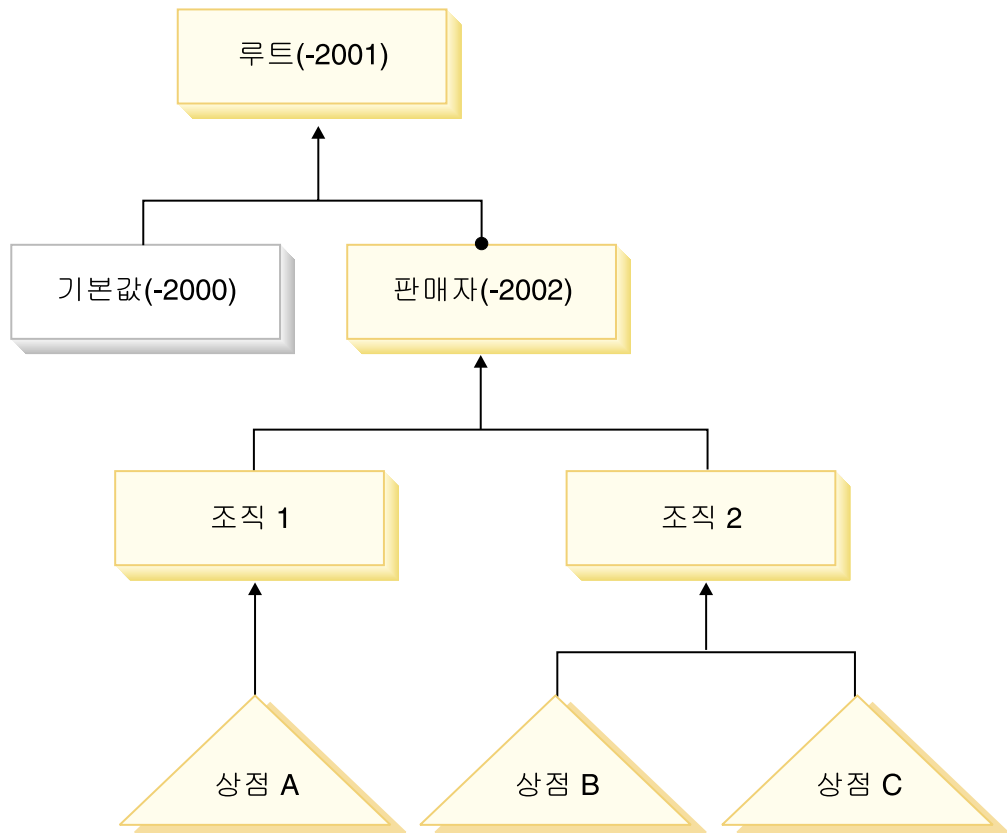 루트(-2001)
기본값(-2000)
판매자(-2002)
조직 1
조직 2
상점 A
상점 B
상점 C